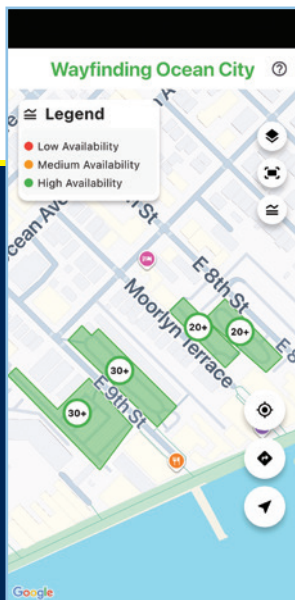 Wayfinding Ocean City
Legend
Low Availability
Medium Availability
High Availability
Ocean Ave
St
E 8th St
Moorlyn Terrace
20+
20+
E 8
30+
E 9th St
30+
Google